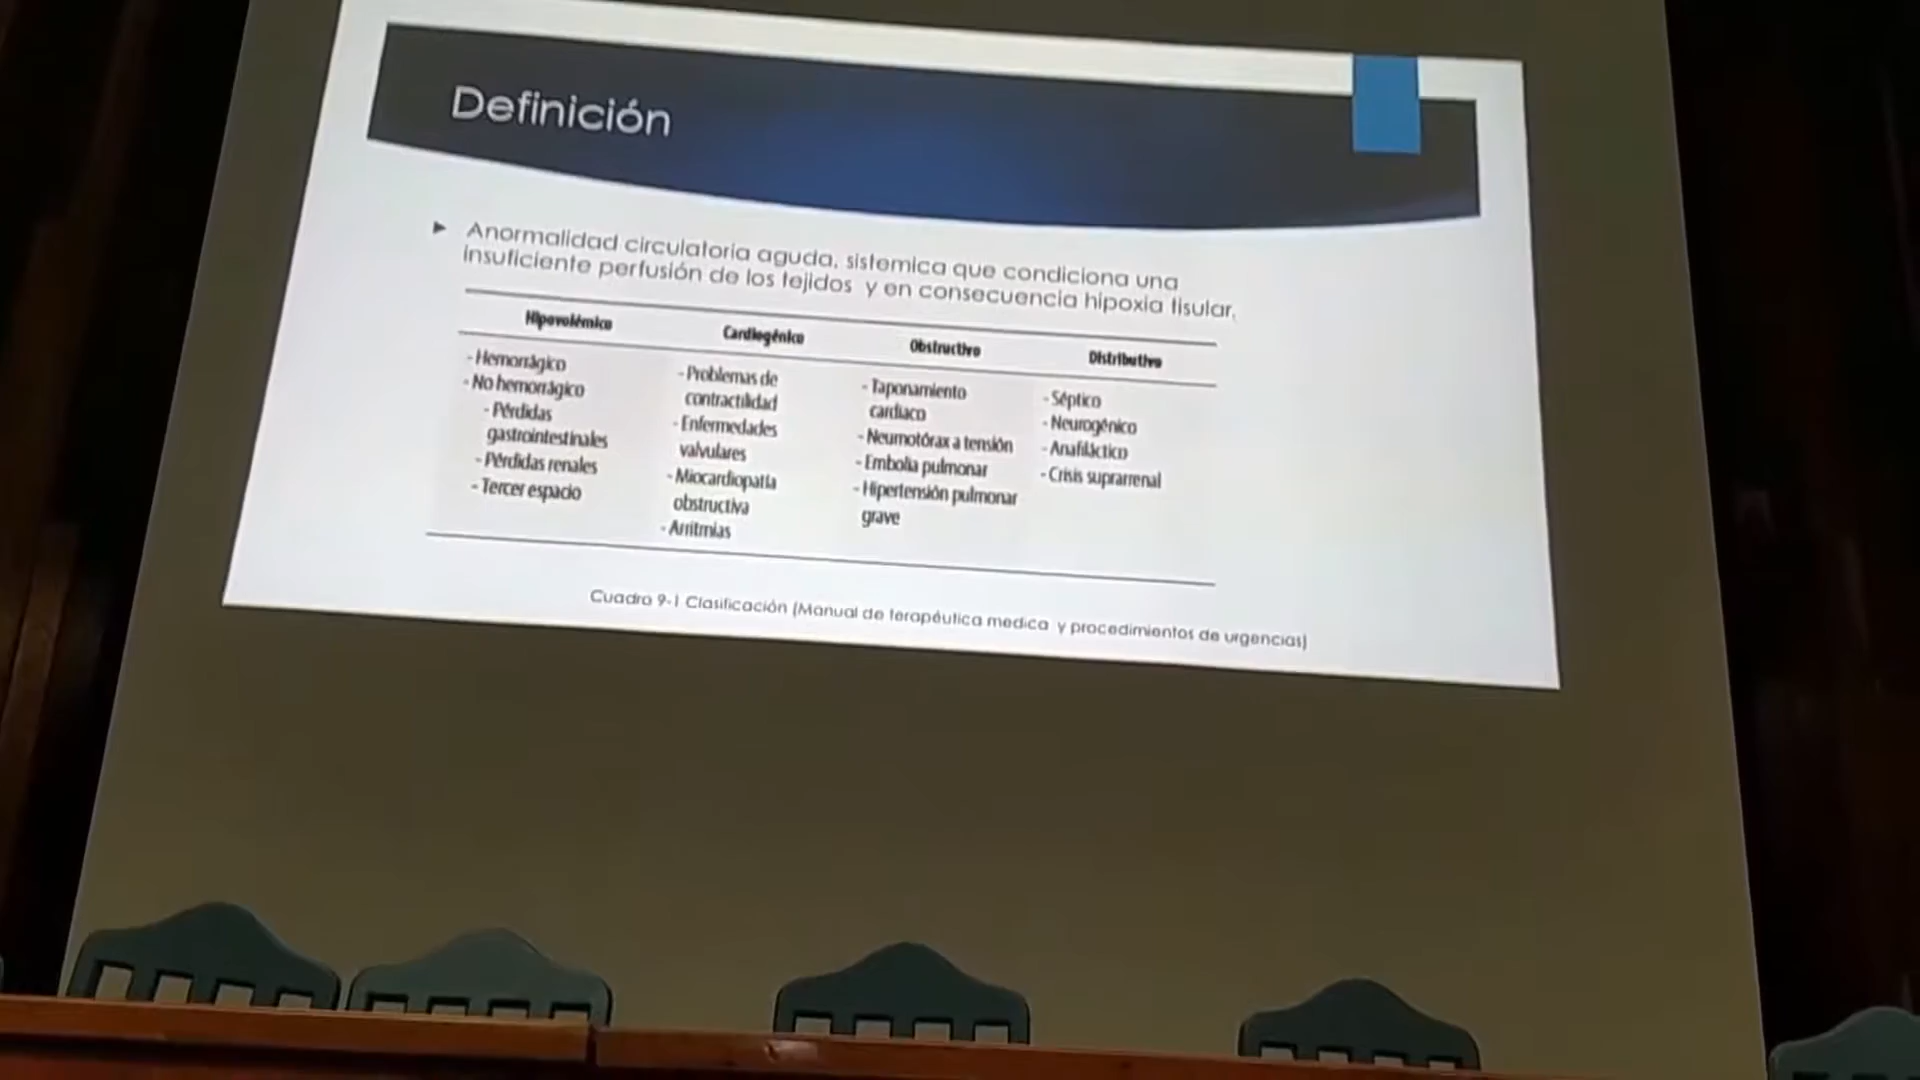 Definición
▶ Anormalidad circulatoria aguda, sistemica que condiciona una
insuficiente perfusión de los tejidos y en consecuencia hipoxia tisular.
Hipovolémico
- Hemorrágico
- No hemorrágico
- Pérdidas
gastrointestinales
- Pérdidas renales
- Tercer espacio
Cardiogénico
- Problemas de
contractilidad
- Enfermedades
valvulares
- Miocardiopatía
obstructiva
- Arritmias
Obstructivo
- Taponamiento
cardiaco
- Neumotórax a tensión
- Embolia pulmonar
- Hipertensión pulmonar
grave
Distributivo
- Séptico
- Neurogénico
- Anafiláctico
- Crisis suprarrenal
Cuadro 9-1 Clasificación (Manual de terapéutica medica y procedimientos de urgencias)